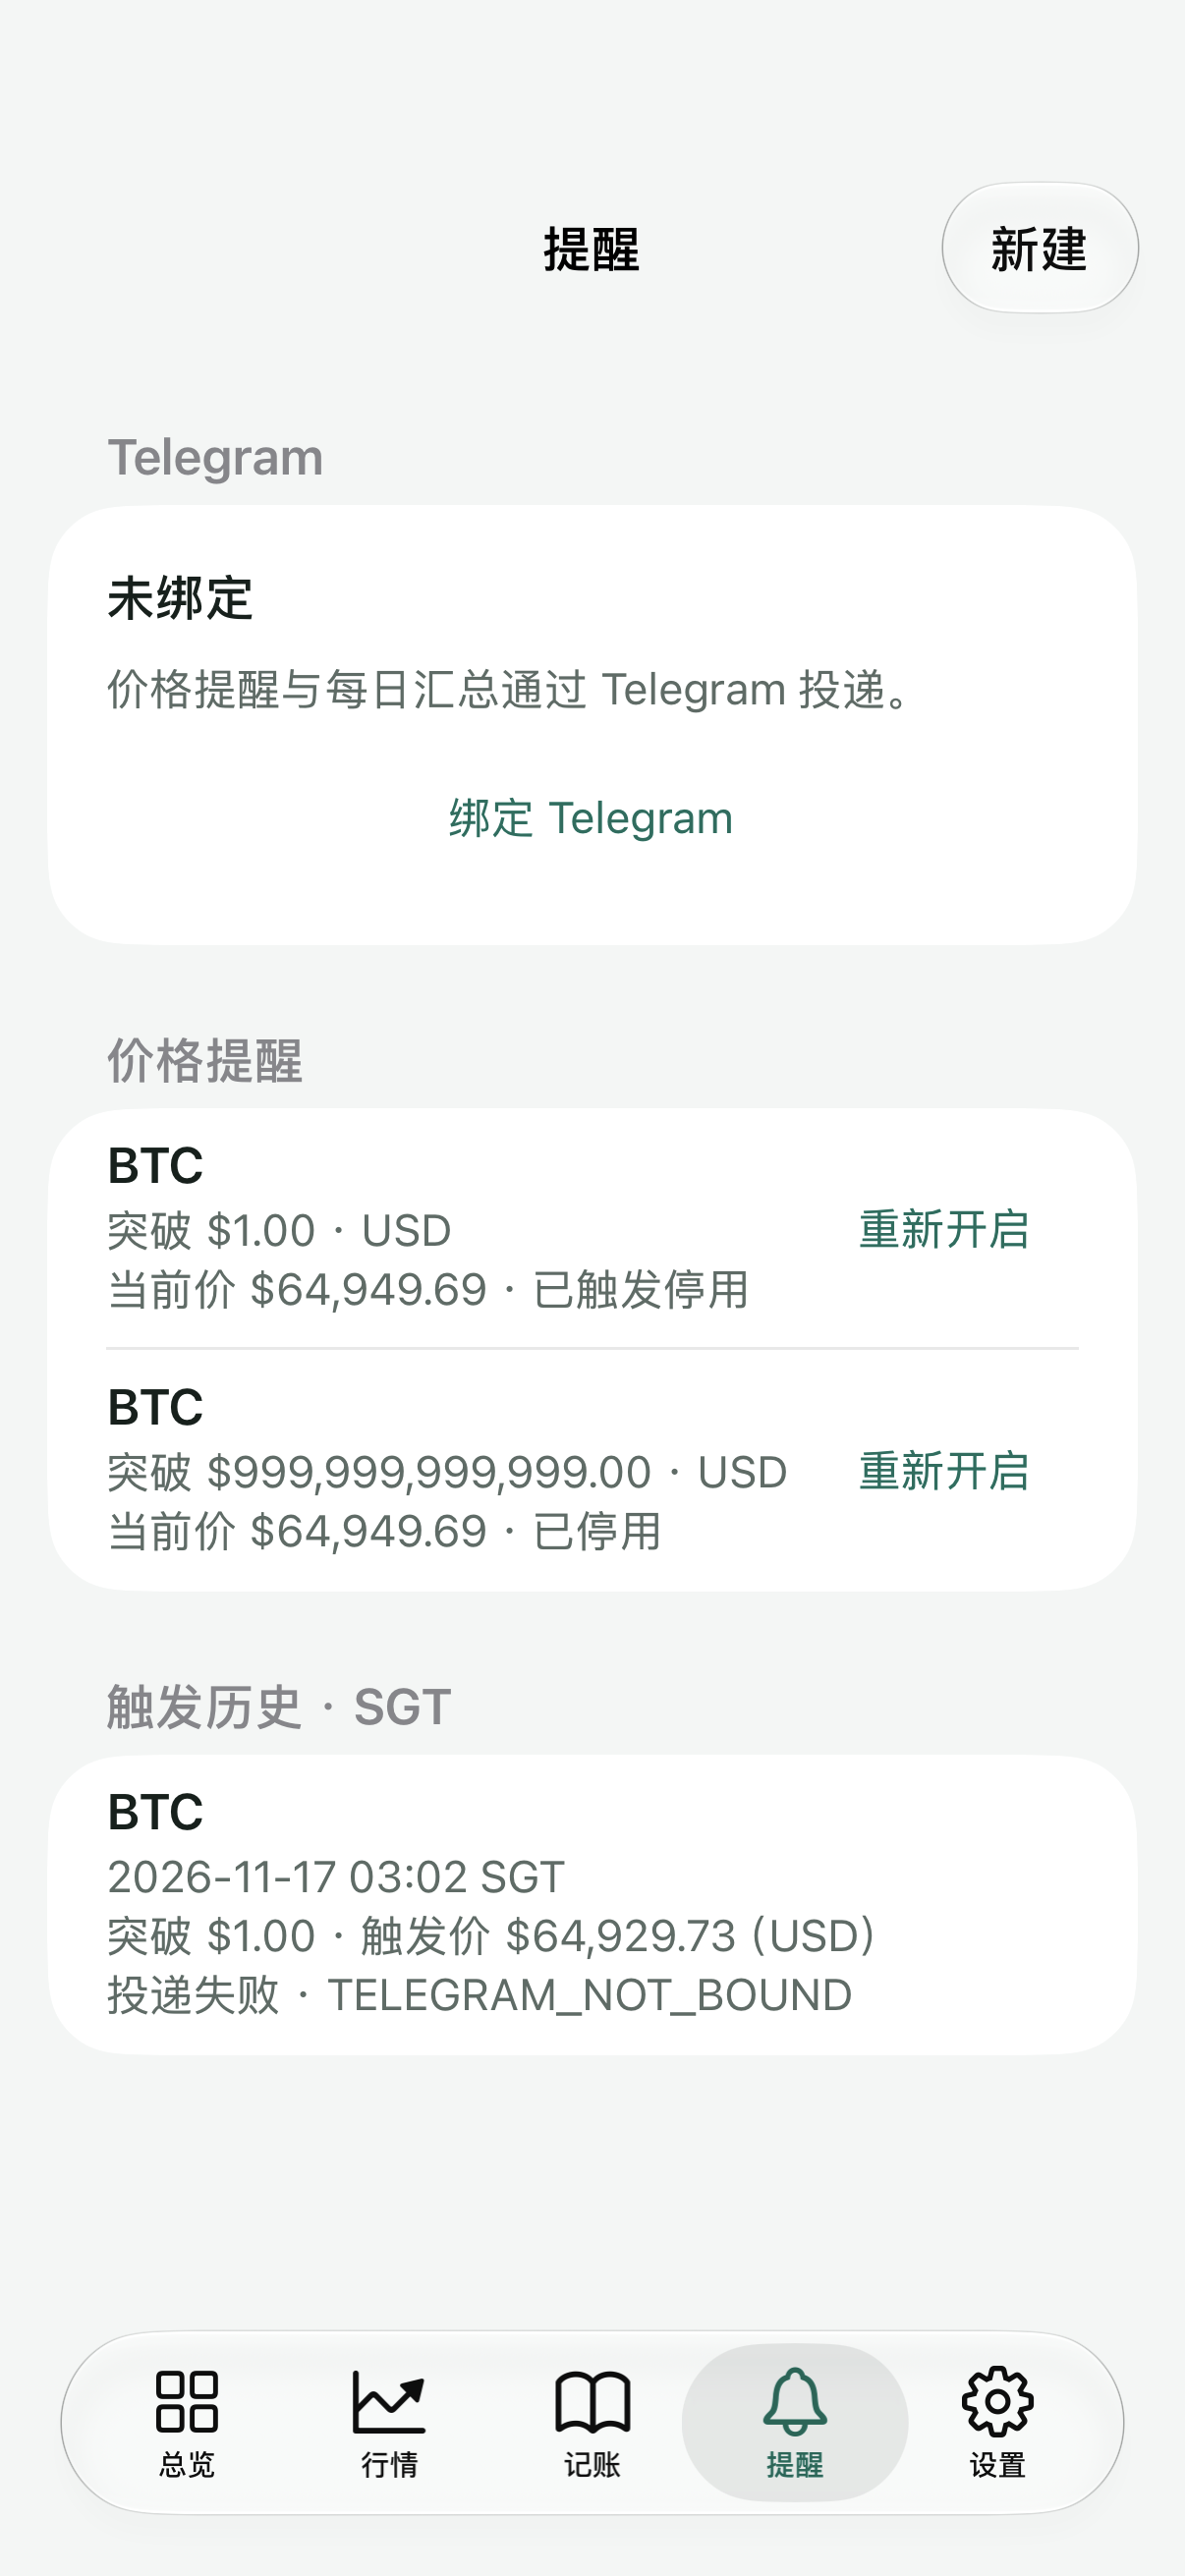 提醒
新建
Telegram
未绑定
价格提醒与每日汇总通过 Telegram 投递。
绑定 Telegram
价格提醒
BTC
突破 $1.00 · USD
重新开启
当前价 $64,949.69 · 已触发停用
BTC
突破 $999,999,999,999.00 · USD
重新开启
当前价 $64,949.69 · 已停用
触发历史 · SGT
BTC
2026-11-17 03:02 SGT
突破 $1.00 · 触发价 $64,929.73 (USD)
投递失败 · TELEGRAM_NOT_BOUND
总览
行情
记账
提醒
设置